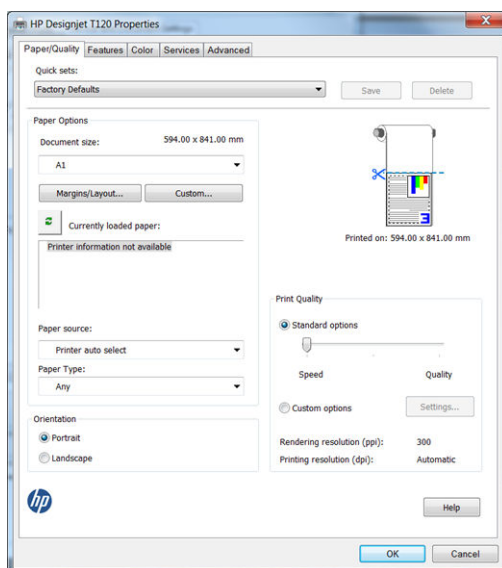 HP Designjet T120 Properties
Paper/Quality Features Color Services Advanced
Quick sets:
Factory Defaults
Save Delete
Paper Options
Document size: 594.00 x 841.00 mm
A1
Margins/Layout... Custom...
Currently loaded paper:
Printer information not available
Paper source:
Printer auto select
Paper Type:
Any
Orientation
Portrait
Landscape
Printed on: 594.00 x 841.00 mm
Print Quality
Standard options
Speed Quality
Custom options Settings...
Rendering resolution (ppi): 300
Printing resolution (dpi): Automatic
hp
Help
OK Cancel